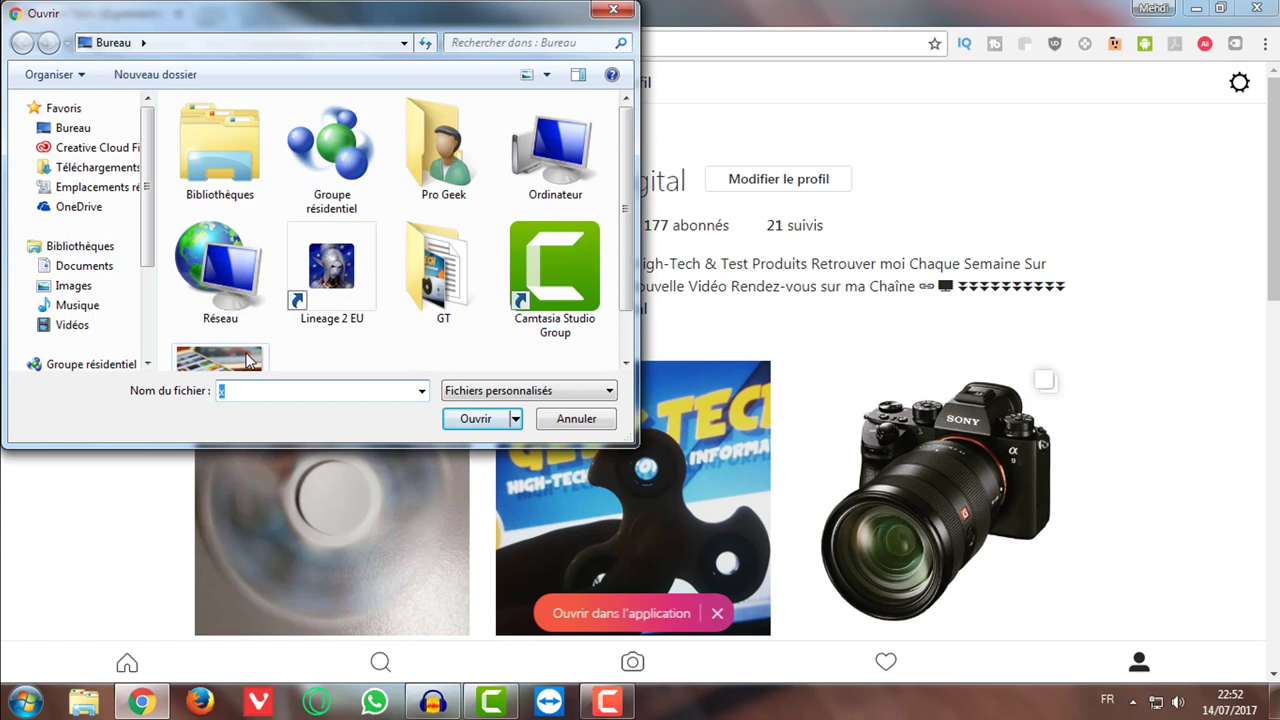 Ouvrir
Mehdi
Bureau
Rechercher dans : Bureau
Organiser
Nouveau dossier
Favoris
Bureau
Creative Cloud Fi
Téléchargements
Emplacements ré
OneDrive
Bibliothèques
Documents
Images
Musique
Vidéos
Groupe résidentiel
Bibliothèques
Groupe
résidentiel
Pro Geek
Ordinateur
Réseau
Lineage 2 EU
GT
Camtasia Studio
Group
Nom du fichier :
Fichiers personnalisés
Ouvrir
Annuler
fil
gital
Modifier le profil
177 abonnés
21 suivis
igh-Tech & Test Produits Retrouver moi Chaque Semaine Sur
ouvelle Vidéo Rendez-vous sur ma Chaîne
TECH
HIGH-TECH
INFORMA
SONY
α
9
G
Ouvrir dans l'application
FR
22:52
14/07/2017